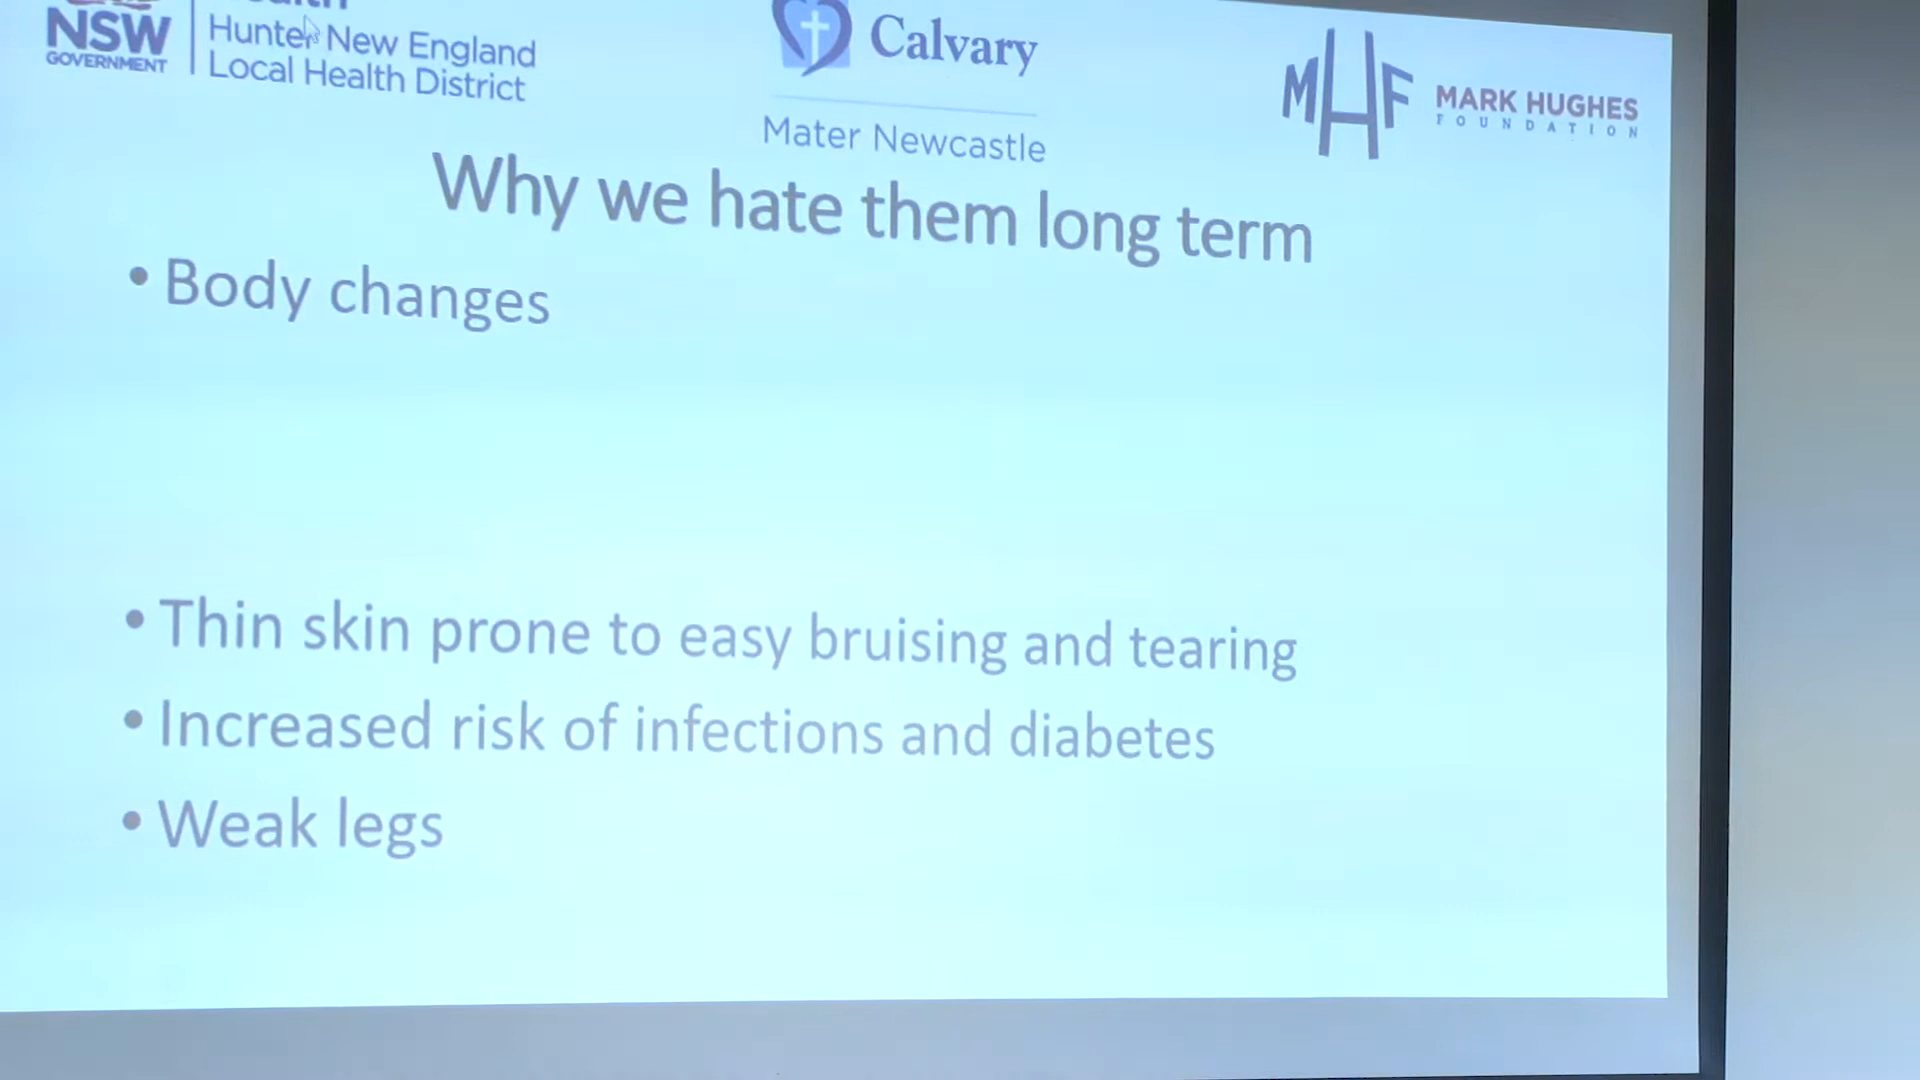 NSW
GOVERNMENT
Hunter New England
Local Health District
Calvary
Mater Newcastle
MHF
MARK HUGHES
FOUNDATION
Why we hate them long term
• Body changes
• Thin skin prone to easy bruising and tearing
• Increased risk of infections and diabetes
• Weak legs